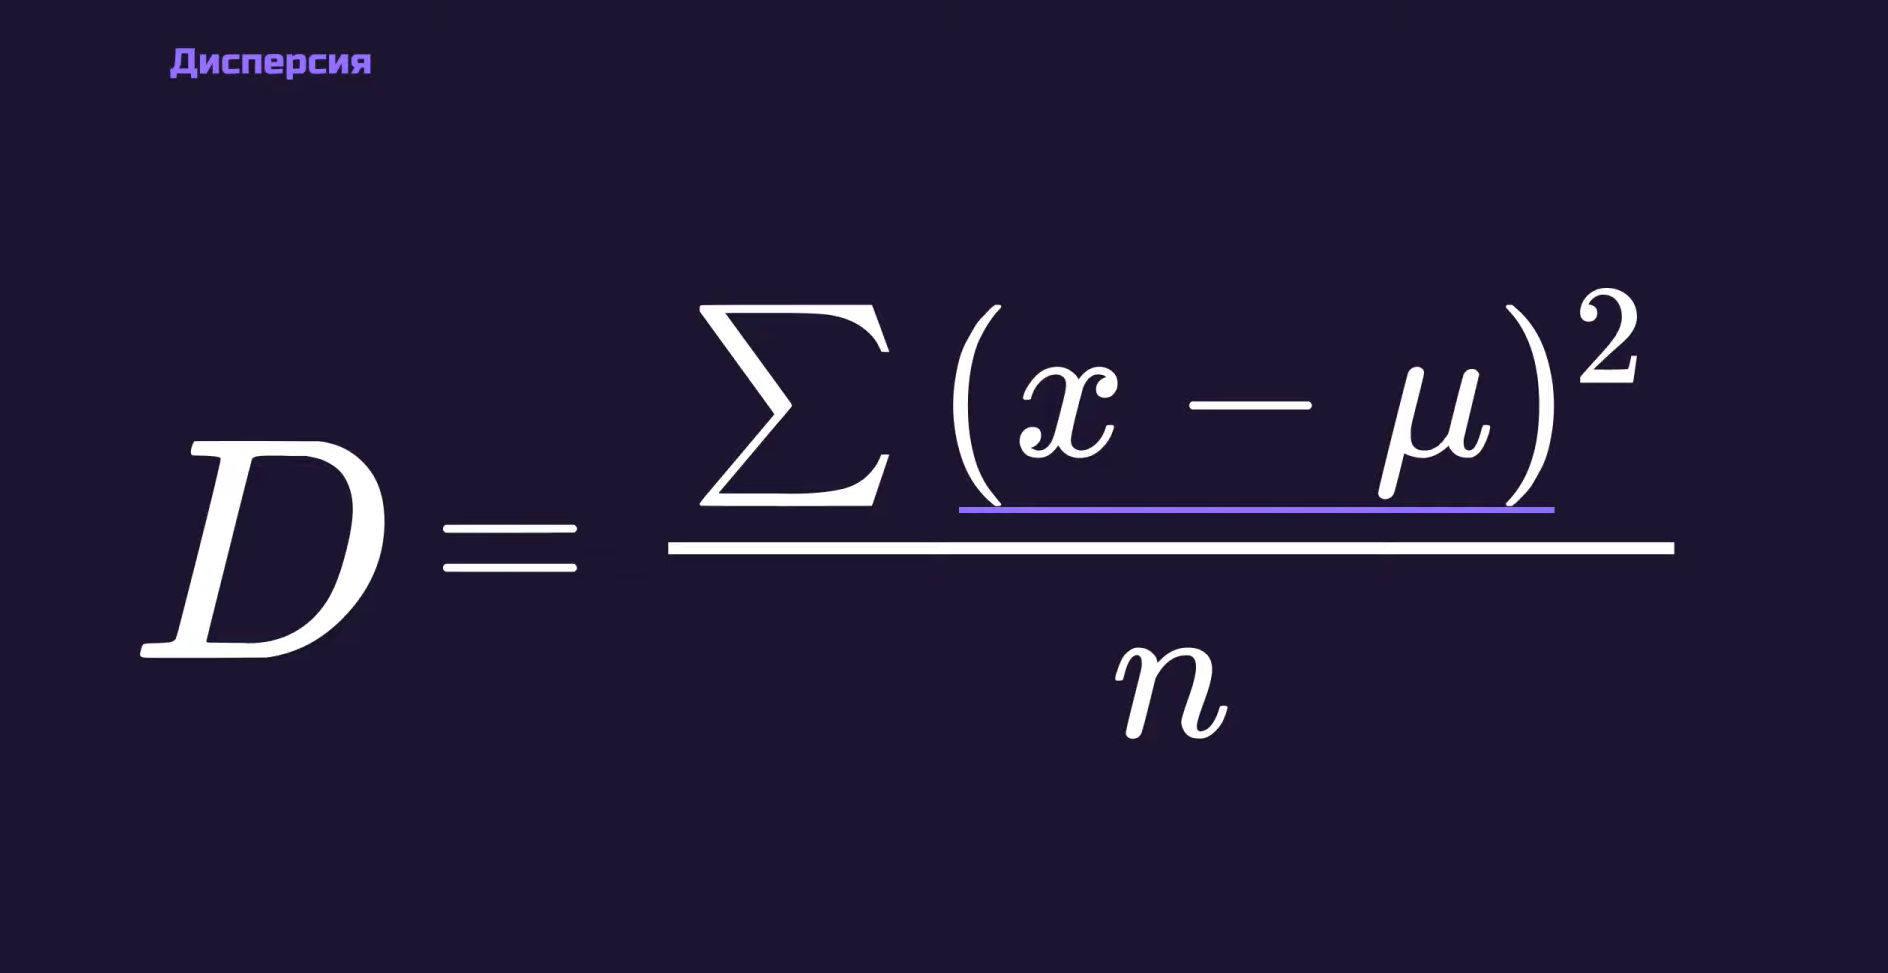 Дисперсия
D = ∑ (x − μ)² / n